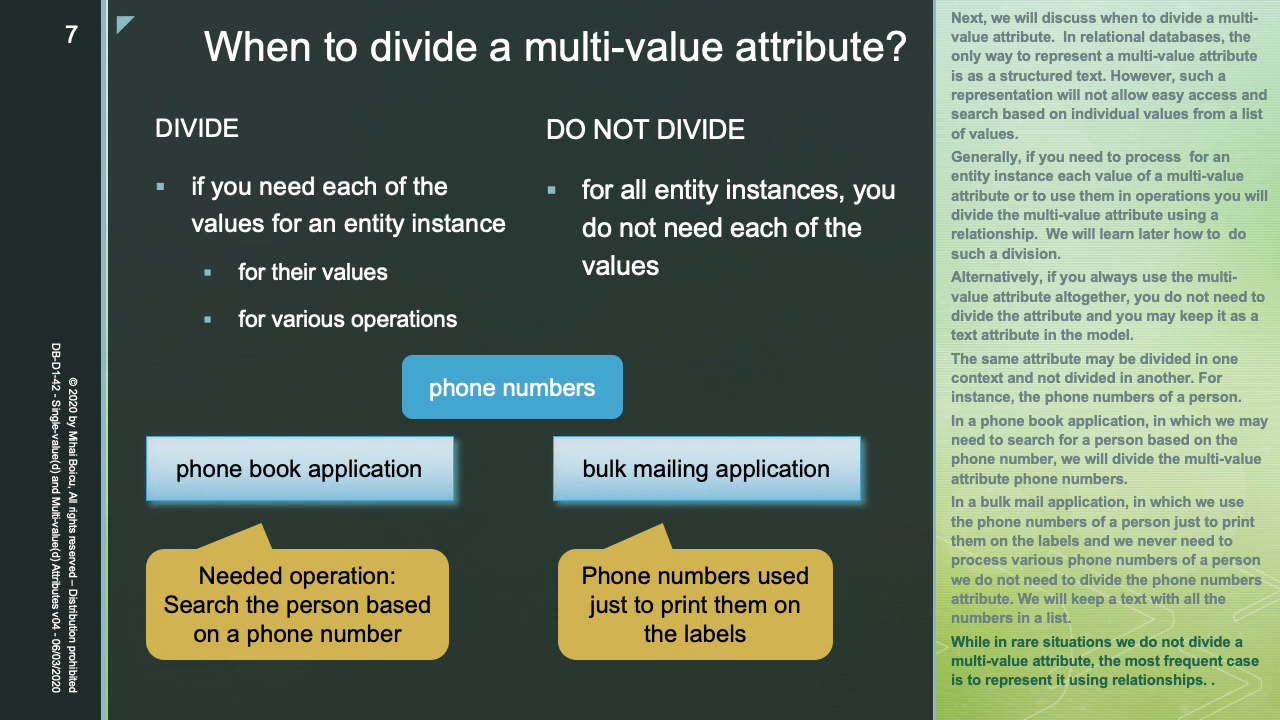 7
When to divide a multi-value attribute?
DIVIDE
▪ if you need each of the
values for an entity instance
▪ for their values
▪ for various operations
DO NOT DIVIDE
▪ for all entity instances, you
do not need each of the
values
phone numbers
phone book application
bulk mailing application
Needed operation:
Search the person based
on a phone number
Phone numbers used
just to print them on
the labels
© 2020 by Mihai Boicu, All rights reserved – Distribution prohibited
DB-D1-42 - Single-value(d) and Multi-value(d) Attributes v04 - 06/03/2020
Next, we will discuss when to divide a multi-
value attribute.  In relational databases, the
only way to represent a multi-value attribute
is as a structured text. However, such a
representation will not allow easy access and
search based on individual values from a list
of values.
Generally, if you need to process  for an
entity instance each value of a multi-value
attribute or to use them in operations you will
divide the multi-value attribute using a
relationship.  We will learn later how to  do
such a division.
Alternatively, if you always use the multi-
value attribute altogether, you do not need to
divide the attribute and you may keep it as a
text attribute in the model.
The same attribute may be divided in one
context and not divided in another. For
instance, the phone numbers of a person.
In a phone book application, in which we may
need to search for a person based on the
phone number, we will divide the multi-value
attribute phone numbers.
In a bulk mail application, in which we use
the phone numbers of a person just to print
them on the labels and we never need to
process various phone numbers of a person
we do not need to divide the phone numbers
attribute. We will keep a text with all the
numbers in a list.
While in rare situations we do not divide a
multi-value attribute, the most frequent case
is to represent it using relationships. .